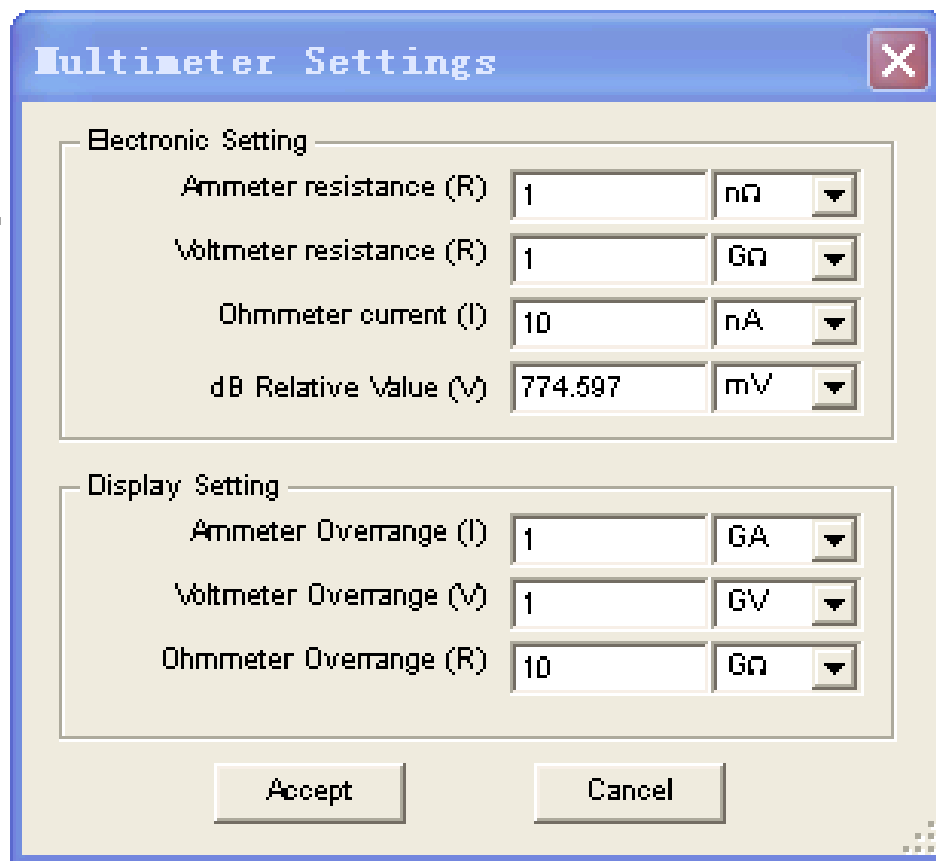 Multimeter Settings
Electronic Setting
Ammeter resistance (R) 1 nΩ
Voltmeter resistance (R) 1 GΩ
Ohmmeter current (I) 10 nA
dB Relative Value (V) 774.597 mV
Display Setting
Ammeter Overrange (I) 1 GA
Voltmeter Overrange (V) 1 GV
Ohmmeter Overrange (R) 10 GΩ
Accept Cancel